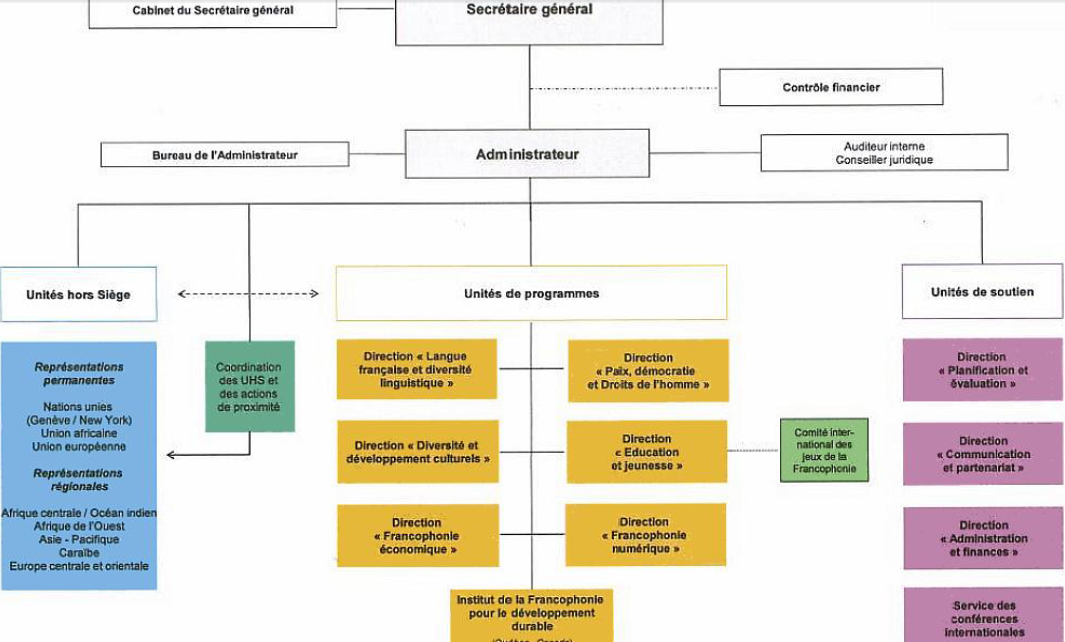 Cabinet du Secrétaire général
Secrétaire général
Contrôle financier
Bureau de l'Administrateur
Administrateur
Auditeur interne
Conseiller juridique
Unités hors Siège
Unités de programmes
Unités de soutien
Représentations
permanentes
Nations unies
(Genève / New York)
Union africaine
Union européenne
Représentations
régionales
Afrique centrale / Océan indien
Afrique de l'Ouest
Asie - Pacifique
Caraïbe
Europe centrale et orientale
Coordination
des UHS et
des actions
de proximité
Direction « Langue
française et diversité
linguistique »
Direction
« Paix, démocratie
et Droits de l'homme »
Direction « Diversité et
développement culturels »
Direction
« Education
et jeunesse »
Direction
« Francophonie
économique »
Direction
« Francophonie
numérique »
Institut de la Francophonie
pour le développement
durable
(Québec - Canada)
Comité inter-
national des
jeux de la
Francophonie
Direction
« Planification et
évaluation »
Direction
« Communication
et partenariat »
Direction
« Administration
et finances »
Service des
conférences
internationales